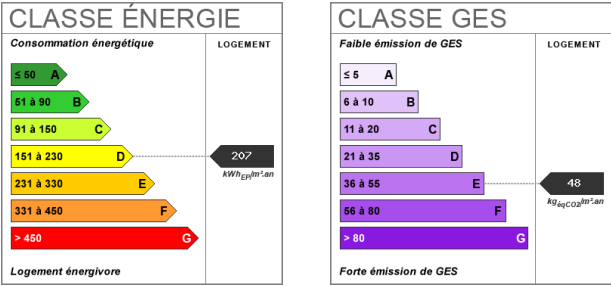 CLASSE ÉNERGIE
Consommation énergétique
LOGEMENT
≤ 50 A
51 à 90 B
91 à 150 C
151 à 230 D
207
kWhEP/m².an
231 à 330 E
331 à 450 F
> 450 G
Logement énergivore
CLASSE GES
Faible émission de GES
LOGEMENT
≤ 5 A
6 à 10 B
11 à 20 C
21 à 35 D
36 à 55 E
48
kgéqCO2/m².an
56 à 80 F
> 80 G
Forte émission de GES